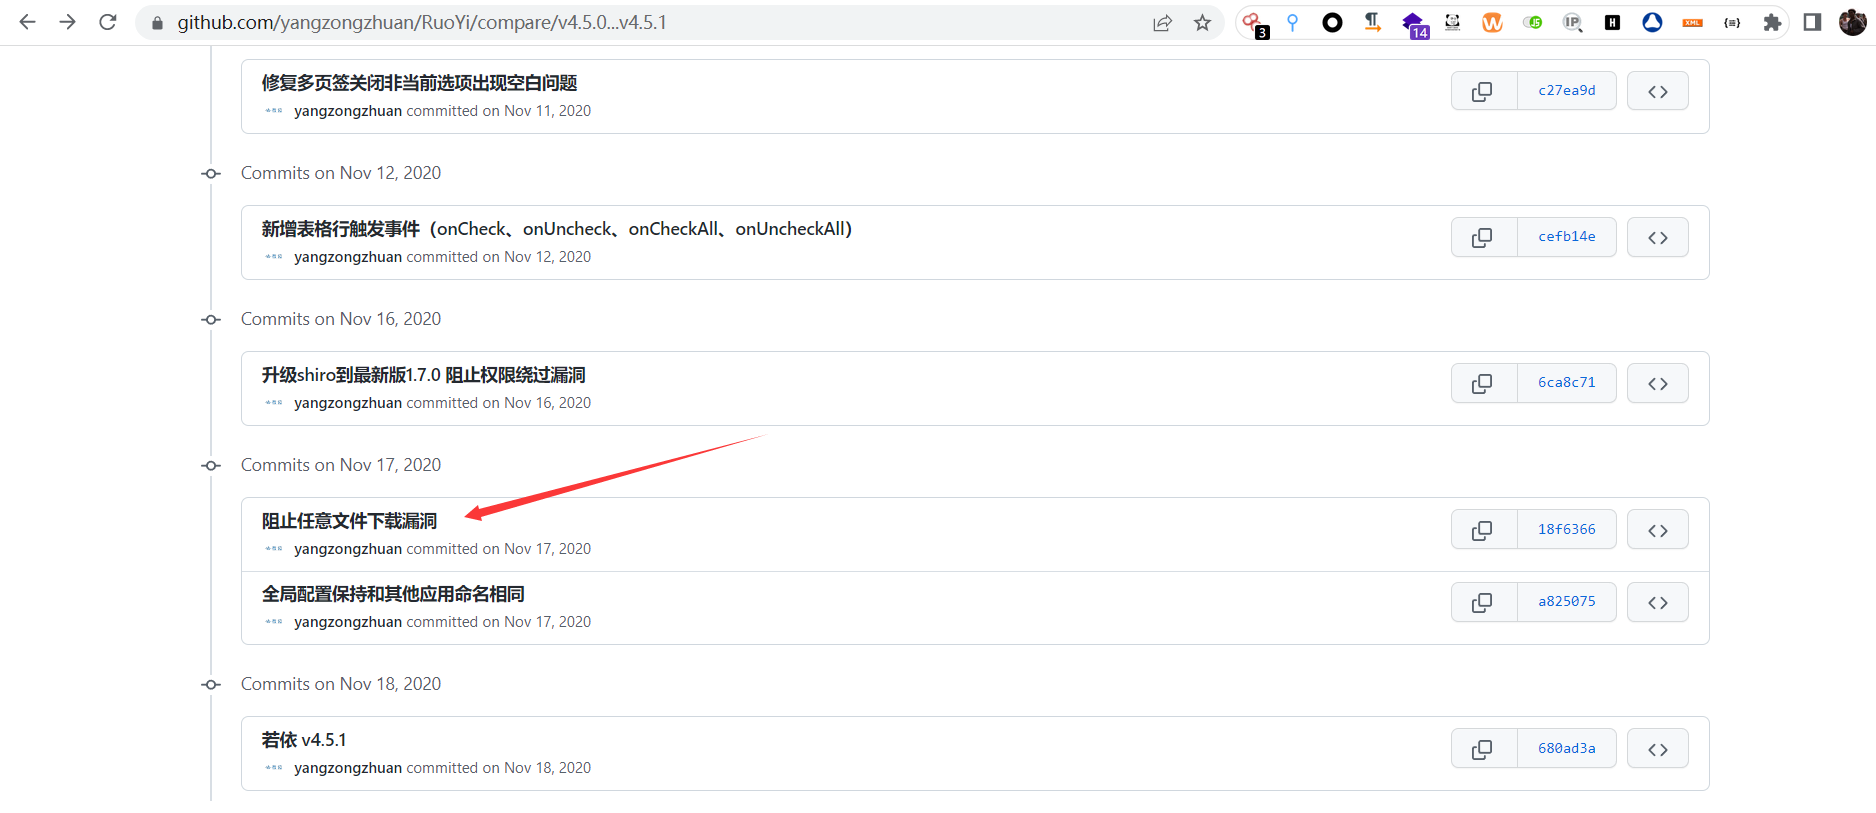 github.com/yangzongzhuan/RuoYi/compare/v4.5.0...v4.5.1
3
14
JS
IP
H
XML
修复多页签关闭非当前选项出现空白问题
yangzongzhuan committed on Nov 11, 2020
c27ea9d
Commits on Nov 12, 2020
新增表格行触发事件（onCheck、onUncheck、onCheckAll、onUncheckAll）
yangzongzhuan committed on Nov 12, 2020
cefb14e
Commits on Nov 16, 2020
升级shiro到最新版1.7.0 阻止权限绕过漏洞
yangzongzhuan committed on Nov 16, 2020
6ca8c71
Commits on Nov 17, 2020
阻止任意文件下载漏洞
yangzongzhuan committed on Nov 17, 2020
18f6366
全局配置保持和其他应用命名相同
yangzongzhuan committed on Nov 17, 2020
a825075
Commits on Nov 18, 2020
若依 v4.5.1
yangzongzhuan committed on Nov 18, 2020
680ad3a